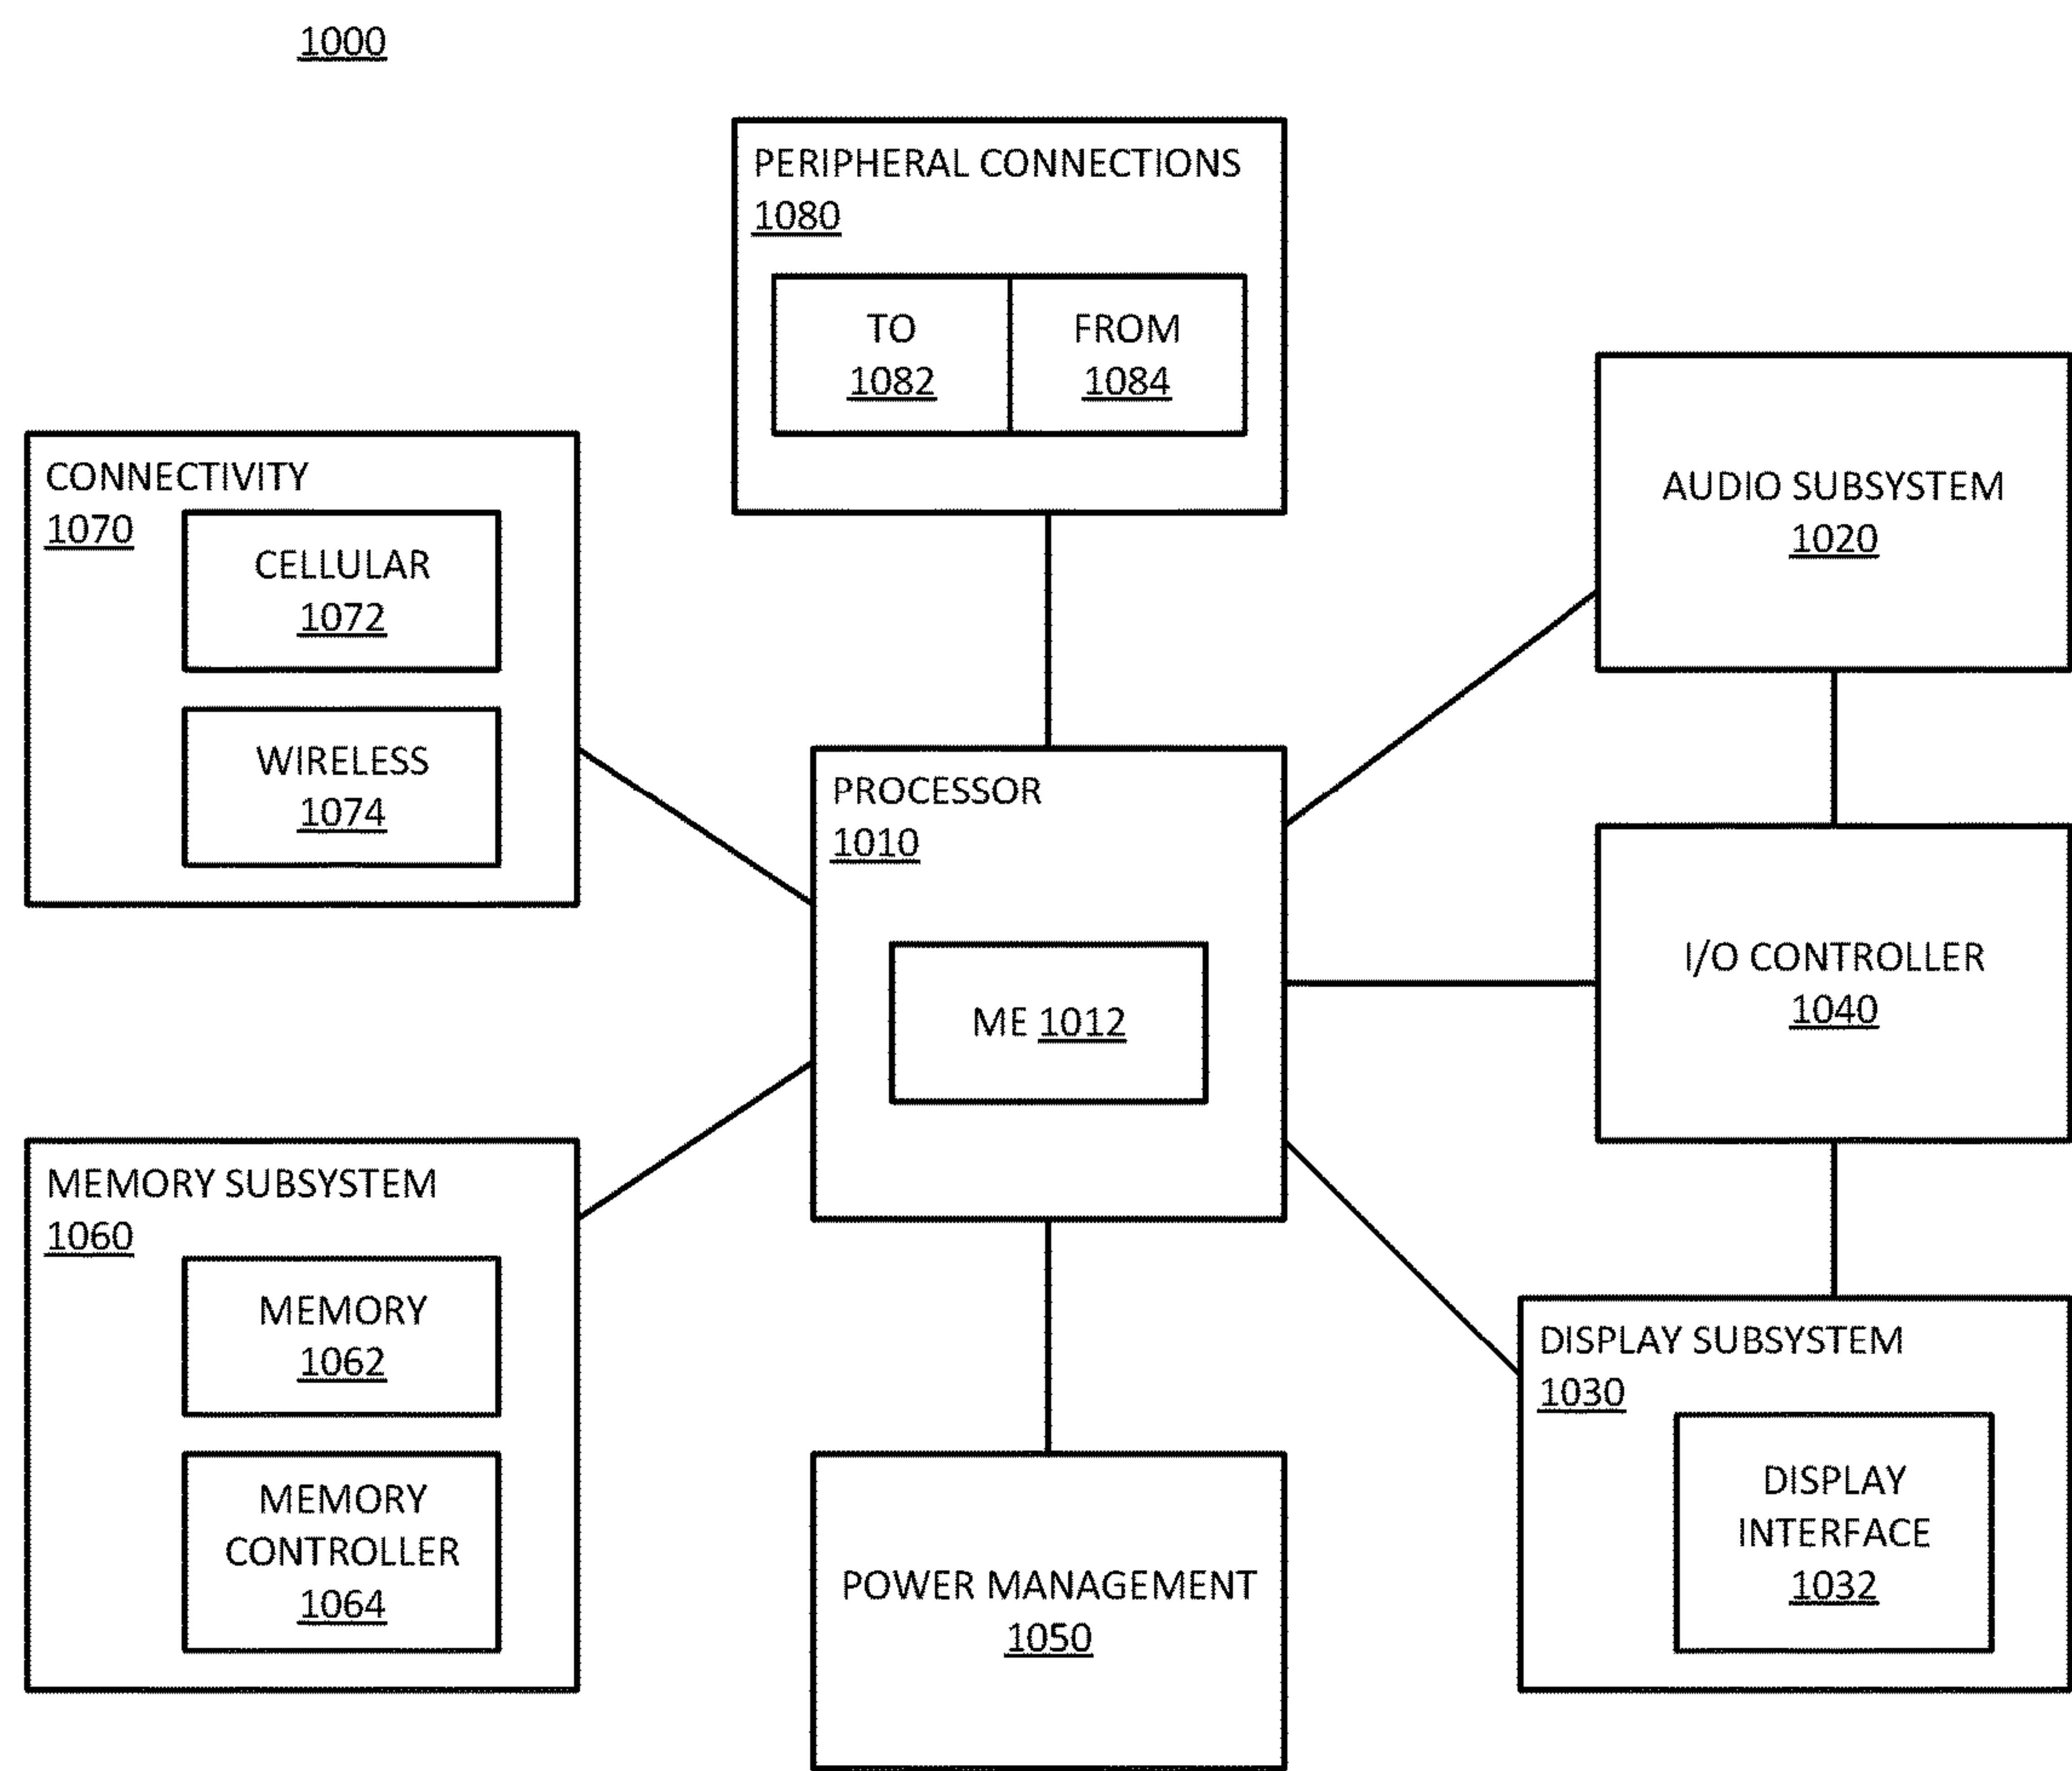 1000
PERIPHERAL CONNECTIONS
1080
TO
1082
FROM
1084
CONNECTIVITY
1070
CELLULAR
1072
WIRELESS
1074
AUDIO SUBSYSTEM
1020
PROCESSOR
1010
ME 1012
I/O CONTROLLER
1040
MEMORY SUBSYSTEM
1060
MEMORY
1062
MEMORY
CONTROLLER
1064
POWER MANAGEMENT
1050
DISPLAY SUBSYSTEM
1030
DISPLAY
INTERFACE
1032